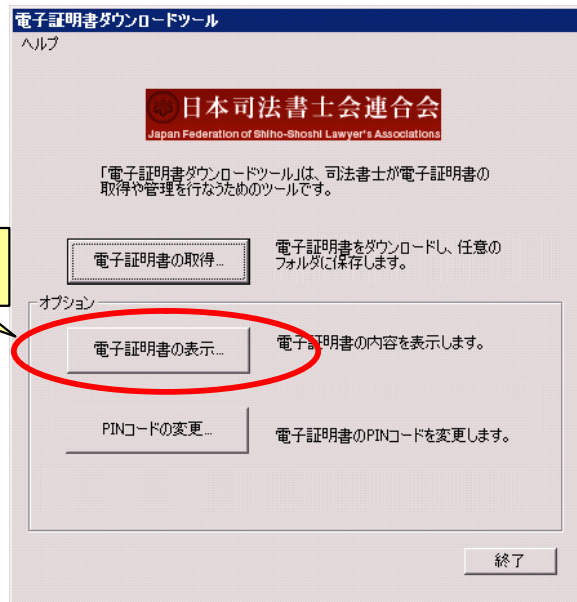 電子証明書ダウンロードツール
ヘルプ
日本司法書士会連合会
Japan Federation of Shiho-Shoshi Lawyer's Associations
「電子証明書ダウンロードツール」は、司法書士が電子証明書の
取得や管理を行なうためのツールです。
電子証明書の取得...
電子証明書をダウンロードし、任意の
フォルダに保存します。
オプション
電子証明書の表示...
電子証明書の内容を表示します。
PINコードの変更...
電子証明書のPINコードを変更します。
終了